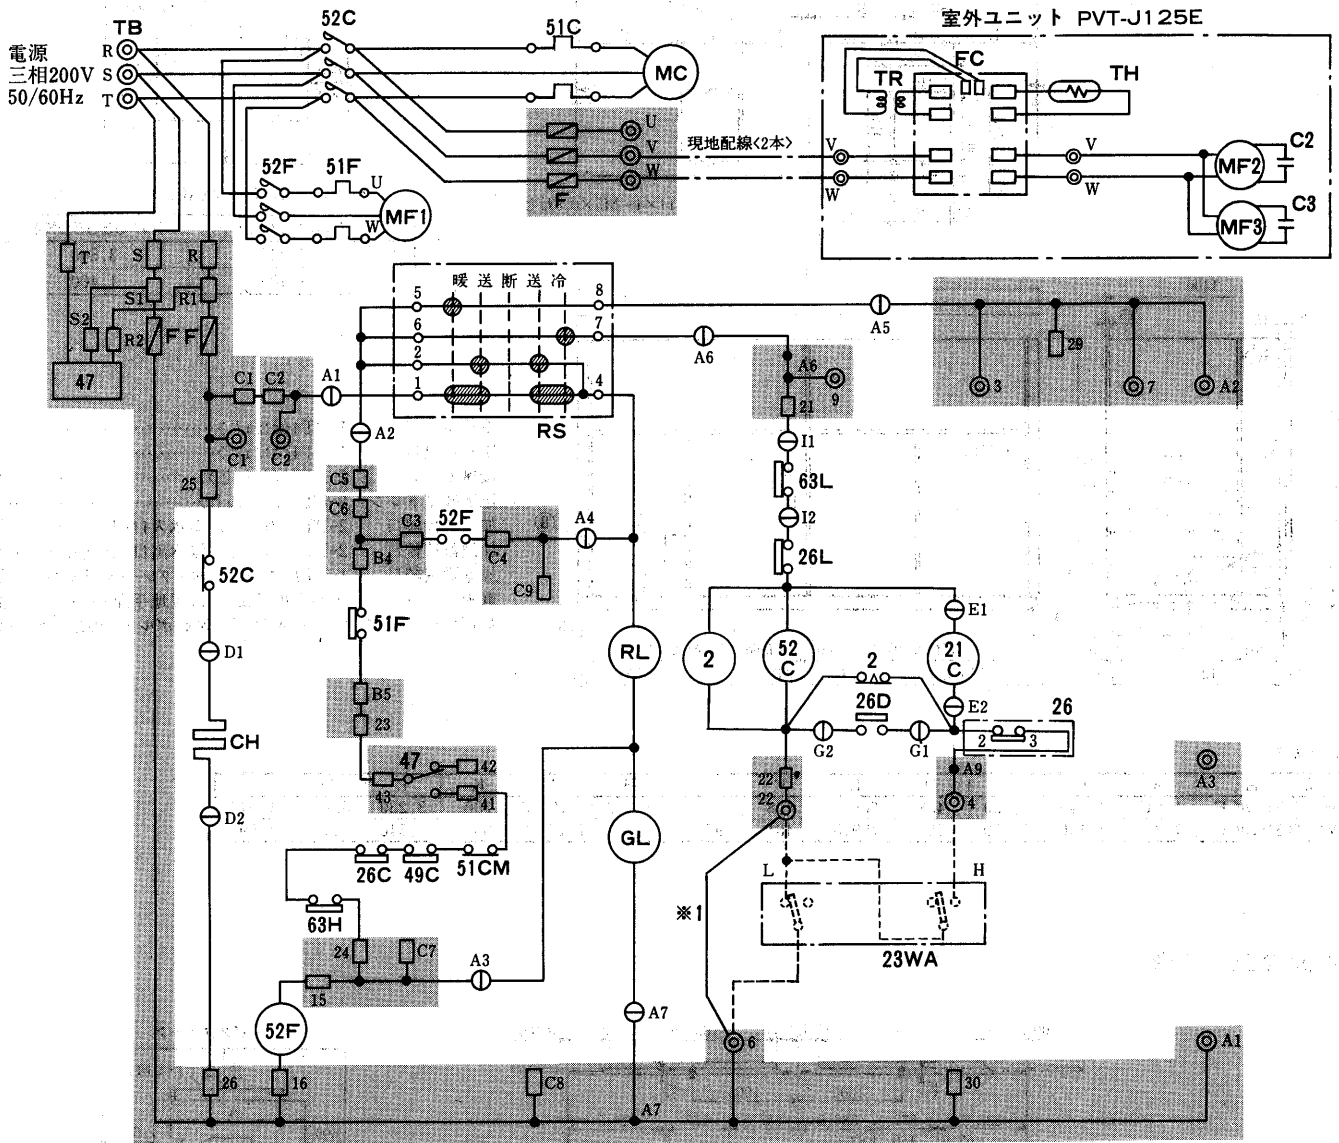 室外ユニット PVT-J125E
TB
52C
51C
電源
三相200V
50/60Hz
R
S
T
MC
TR
FC
TH
U
V
W
F
現地配線<2本>
V
W
V
W
MF2
C2
MF3
C3
52F
51F
U
W
MF1
T
S
R
S1
R1
S2
R2
F
F
47
暖 送 断 送 冷
5
8
6
7
2
1
4
RS
A5
A6
A6
9
21
3
29
7
A2
C1
C2
A1
C1
C2
A2
25
C5
C6
C3
52F
C4
A4
B4
C9
I1
63L
I2
26L
52C
51F
D1
RL
2
52C
21C
E1
E2
2
26D
G2
G1
26
2
3
B5
23
CH
47
42
43
41
22
22
A9
4
A3
D2
26C
49C
51CM
GL
L
H
※1
63H
24
C7
A3
23WA
15
52F
A7
6
A1
26
16
C8
A7
30